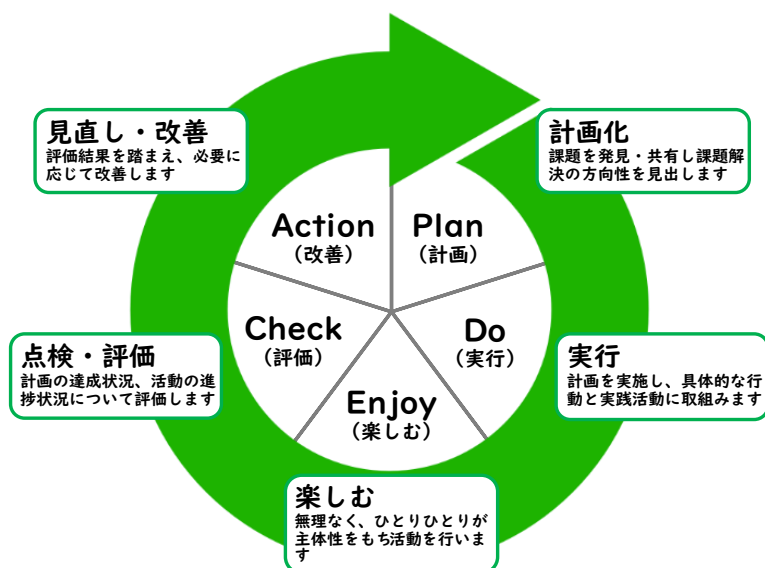 見直し・改善
評価結果を踏まえ、必要に
応じて改善します
計画化
課題を発見・共有し課題解
決の方向性を見出します
Action
（改善）
Plan
（計画）
Check
（評価）
Do
（実行）
Enjoy
（楽しむ）
点検・評価
計画の達成状況、活動の進
捗状況について評価します
実行
計画を実施し、具体的な行
動と実践活動に取組みます
楽しむ
無理なく、ひとりひとりが
主体性をもち活動を行いま
す